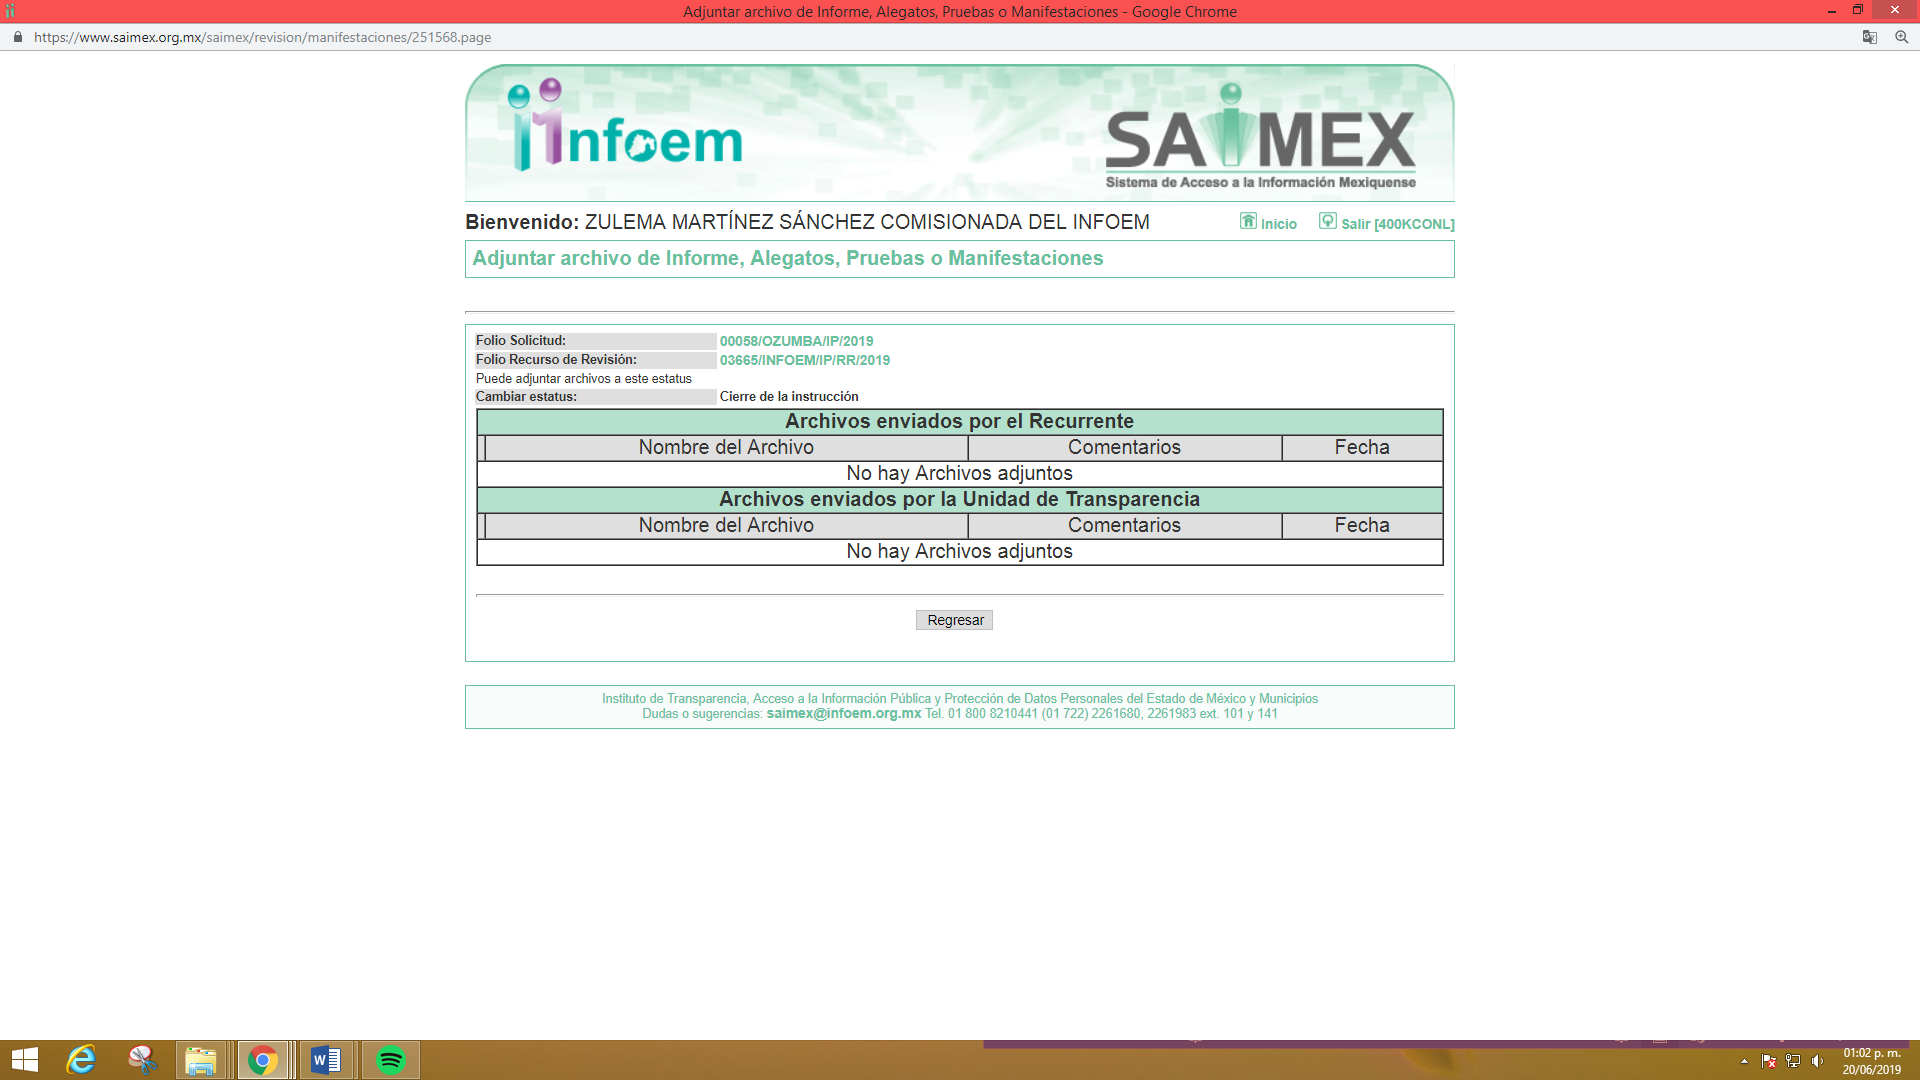 Adjuntar archivo de Informe, Alegatos, Pruebas o Manifestaciones - Google Chrome
https://www.saimex.org.mx/saimex/revision/manifestaciones/251568.page
infoem
SAIMEX
Sistema de Acceso a la Información Mexiquense
Bienvenido: ZULEMA MARTÍNEZ SÁNCHEZ COMISIONADA DEL INFOEM Inicio Salir [400KCONL]
Adjuntar archivo de Informe, Alegatos, Pruebas o Manifestaciones
Folio Solicitud: 00058/OZUMBA/IP/2019
Folio Recurso de Revisión: 03665/INFOEM/IP/RR/2019
Puede adjuntar archivos a este estatus
Cambiar estatus: Cierre de la instrucción
Archivos enviados por el Recurrente
Nombre del Archivo Comentarios Fecha
No hay Archivos adjuntos
Archivos enviados por la Unidad de Transparencia
Nombre del Archivo Comentarios Fecha
No hay Archivos adjuntos
Regresar
Instituto de Transparencia, Acceso a la Información Pública y Protección de Datos Personales del Estado de México y Municipios
Dudas o sugerencias: saimex@infoem.org.mx Tel. 01 800 8210441 (01 722) 2261680, 2261983 ext. 101 y 141
01:02 p. m.
20/06/2019